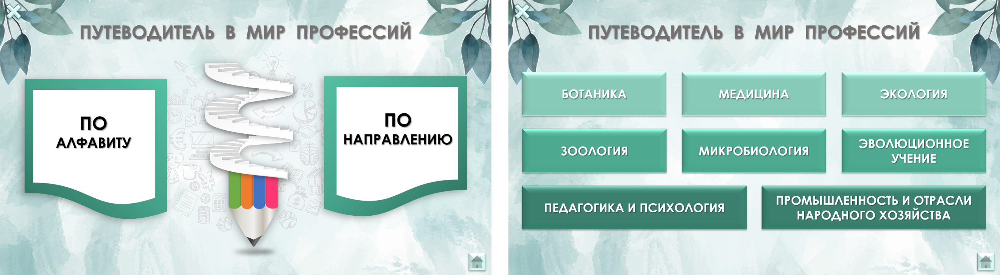 ПУТЕВОДИТЕЛЬ В МИР ПРОФЕССИЙ
ПО
АЛФАВИТУ
ПО
НАПРАВЛЕНИЮ
ПУТЕВОДИТЕЛЬ В МИР ПРОФЕССИЙ
БОТАНИКА
МЕДИЦИНА
ЭКОЛОГИЯ
ЗООЛОГИЯ
МИКРОБИОЛОГИЯ
ЭВОЛЮЦИОННОЕ
УЧЕНИЕ
ПЕДАГОГИКА И ПСИХОЛОГИЯ
ПРОМЫШЛЕННОСТЬ И ОТРАСЛИ
НАРОДНОГО ХОЗЯЙСТВА